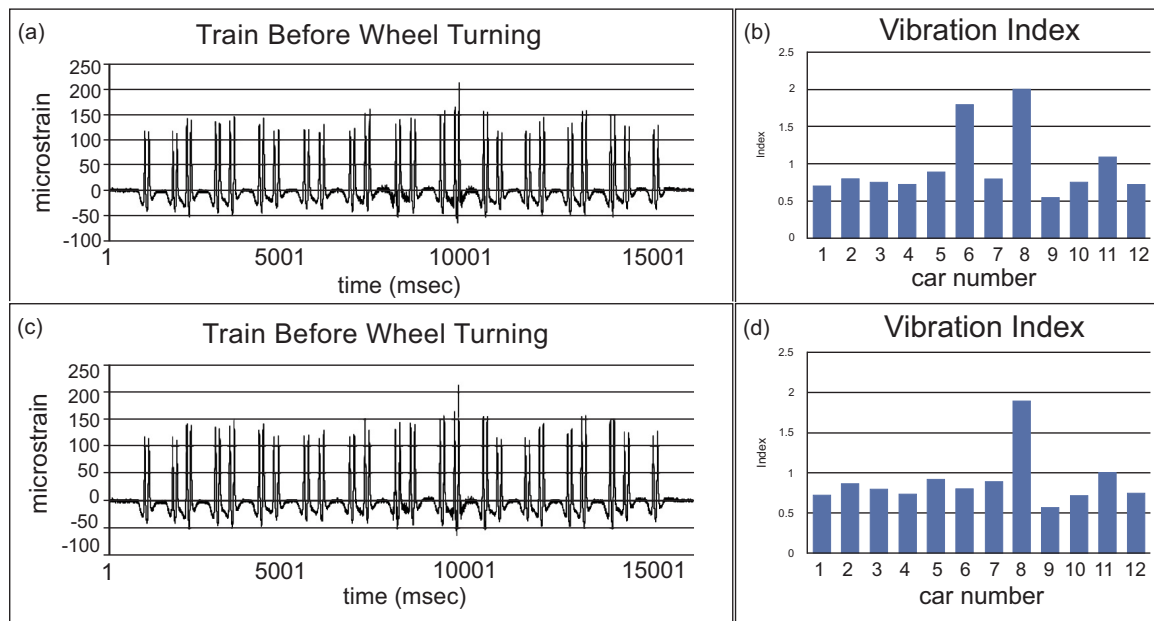 (a)
Train Before Wheel Turning
250
200
150
100
50
0
-50
-100
microstrain
1 5001 10001 15001
time (msec)
(b)
Vibration Index
2.5
2
1.5
1
0.5
0
Index
1 2 3 4 5 6 7 8 9 10 11 12
car number
(c)
Train Before Wheel Turning
250
200
150
100
50
0
-50
-100
microstrain
1 5001 10001 15001
time (msec)
(d)
Vibration Index
2.5
2
1.5
1
0.5
0
Index
1 2 3 4 5 6 7 8 9 10 11 12
car number